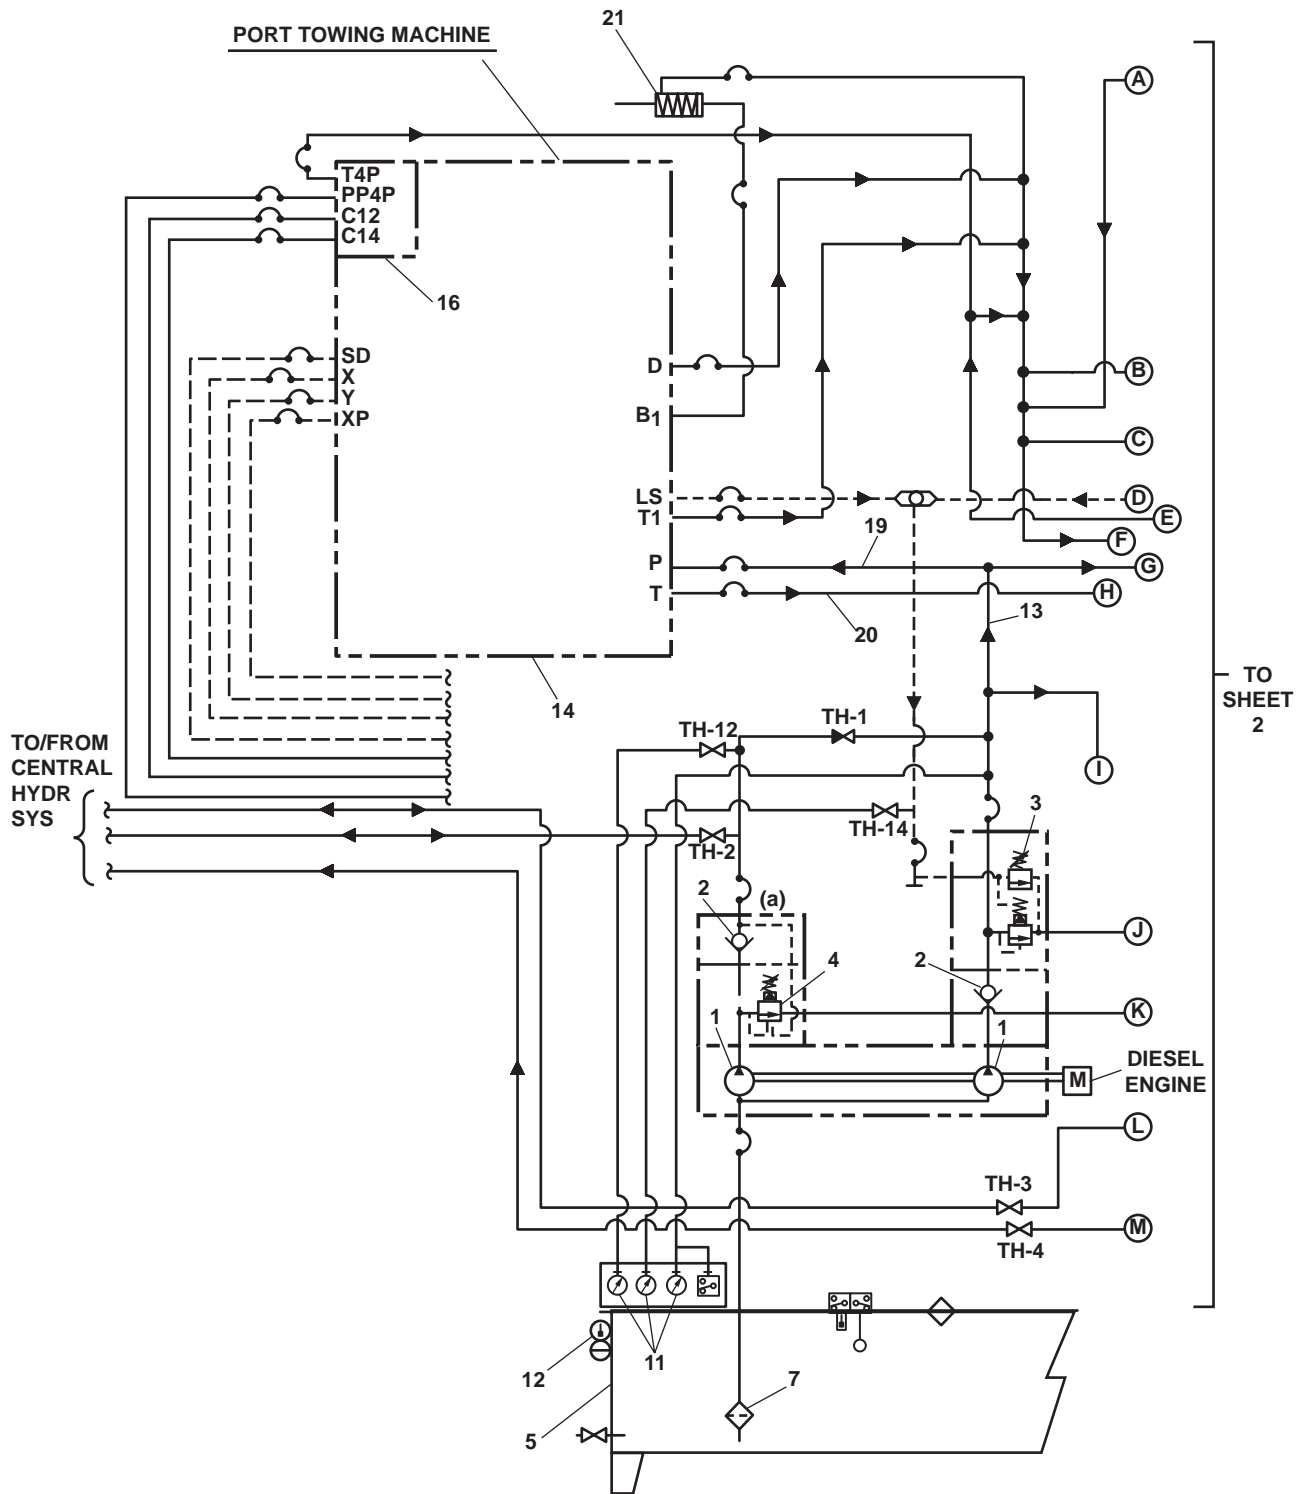 21
PORT TOWING MACHINE
A
T4P
PP4P
C12
C14
16
SD
X
Y
XP
D
B1
B
C
LS
T1
D
E
19
F
P
G
T
H
20
13
14
TO
SHEET
2
TH-12
TH-1
I
TO/FROM
CENTRAL
HYDR
SYS
TH-14
3
TH-2
2
(a)
J
4
2
K
1
1
M
DIESEL
ENGINE
L
TH-3
M
TH-4
12
11
7
5